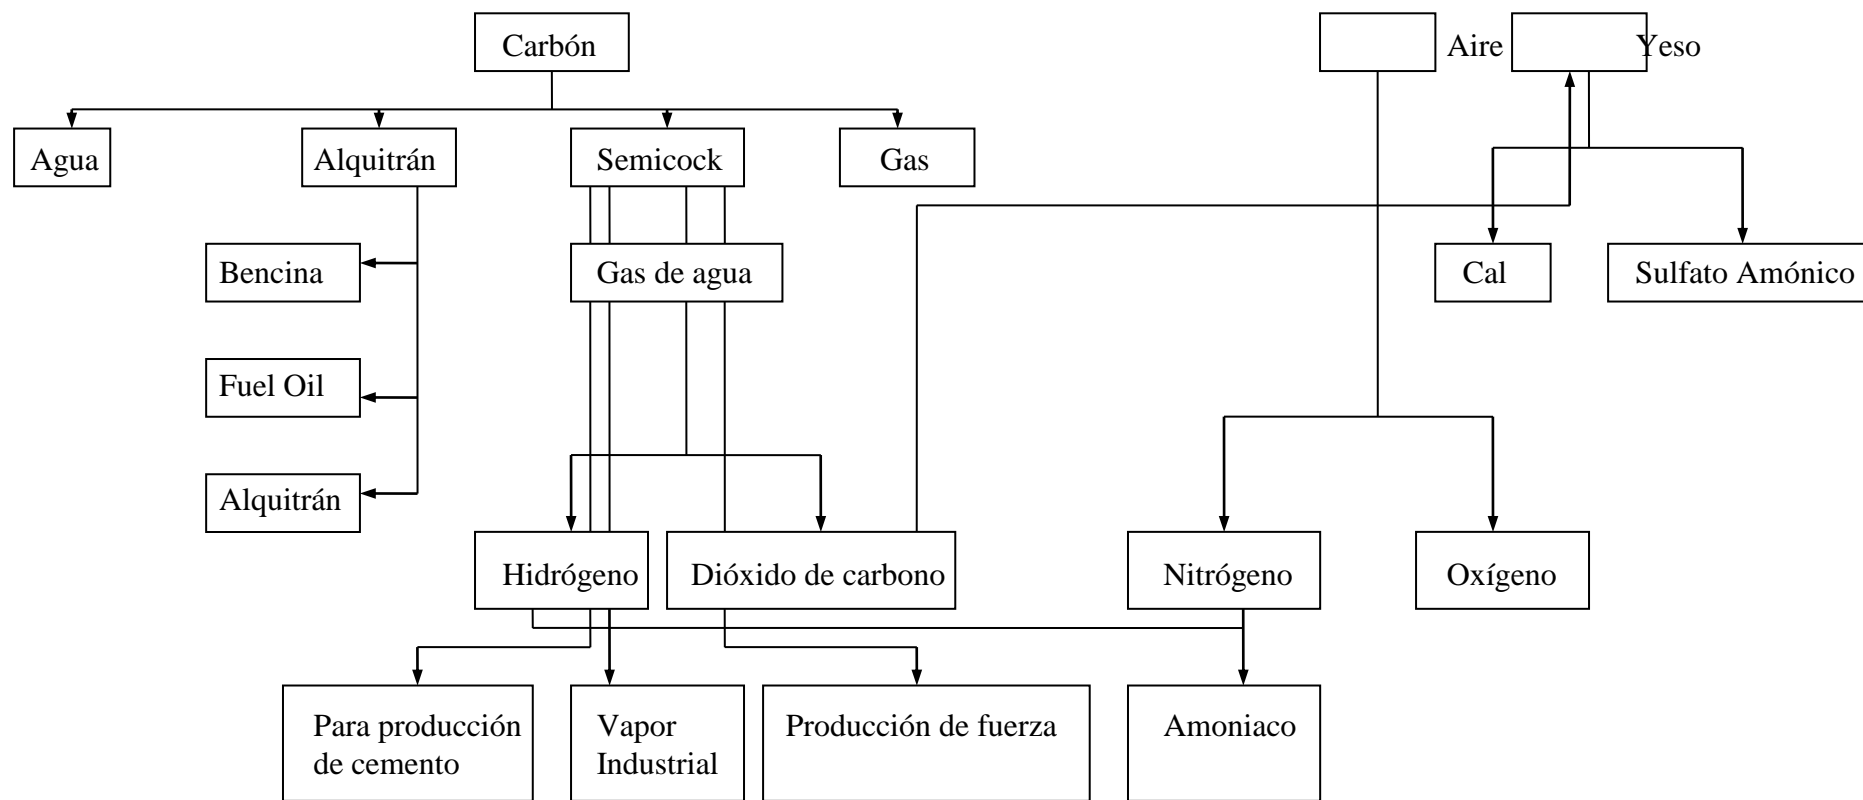 Carbón
Aire
Yeso
Agua
Alquitrán
Semicock
Gas
Bencina
Gas de agua
Cal
Sulfato Amónico
Fuel Oil
Alquitrán
Hidrógeno
Dióxido de carbono
Nitrógeno
Oxígeno
Para producción
de cemento
Vapor
Industrial
Producción de fuerza
Amoniaco